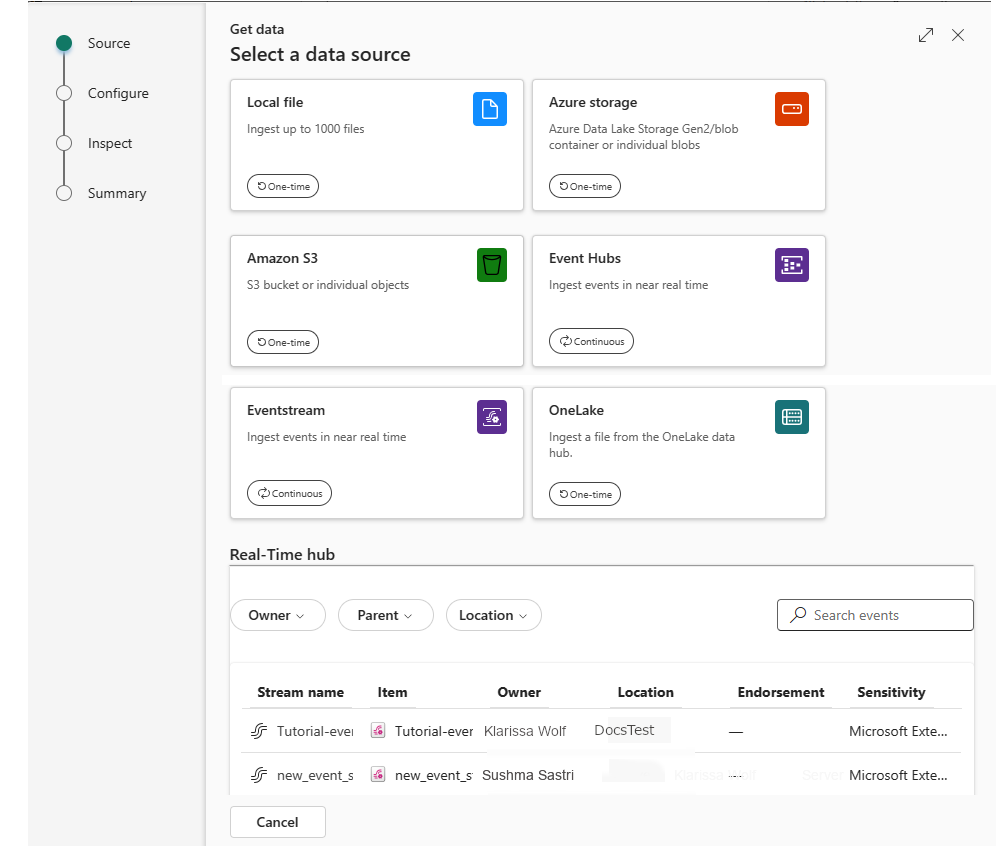 Source
Configure
Inspect
Summary
Get data
Select a data source
Local file
Ingest up to 1000 files
One-time
Azure storage
Azure Data Lake Storage Gen2/blob
container or individual blobs
One-time
Amazon S3
S3 bucket or individual objects
One-time
Event Hubs
Ingest events in near real time
Continuous
Eventstream
Ingest events in near real time
Continuous
OneLake
Ingest a file from the OneLake data
hub.
One-time
Real-Time hub
Owner Parent Location Search events
Stream name Item Owner Location Endorsement Sensitivity
Tutorial-ever Tutorial-ever Klarissa Wolf DocsTest — Microsoft Exte...
new_event_s new_event_s Sushma Sastri Klarissa Wolf — Server Microsoft Exte...
Cancel